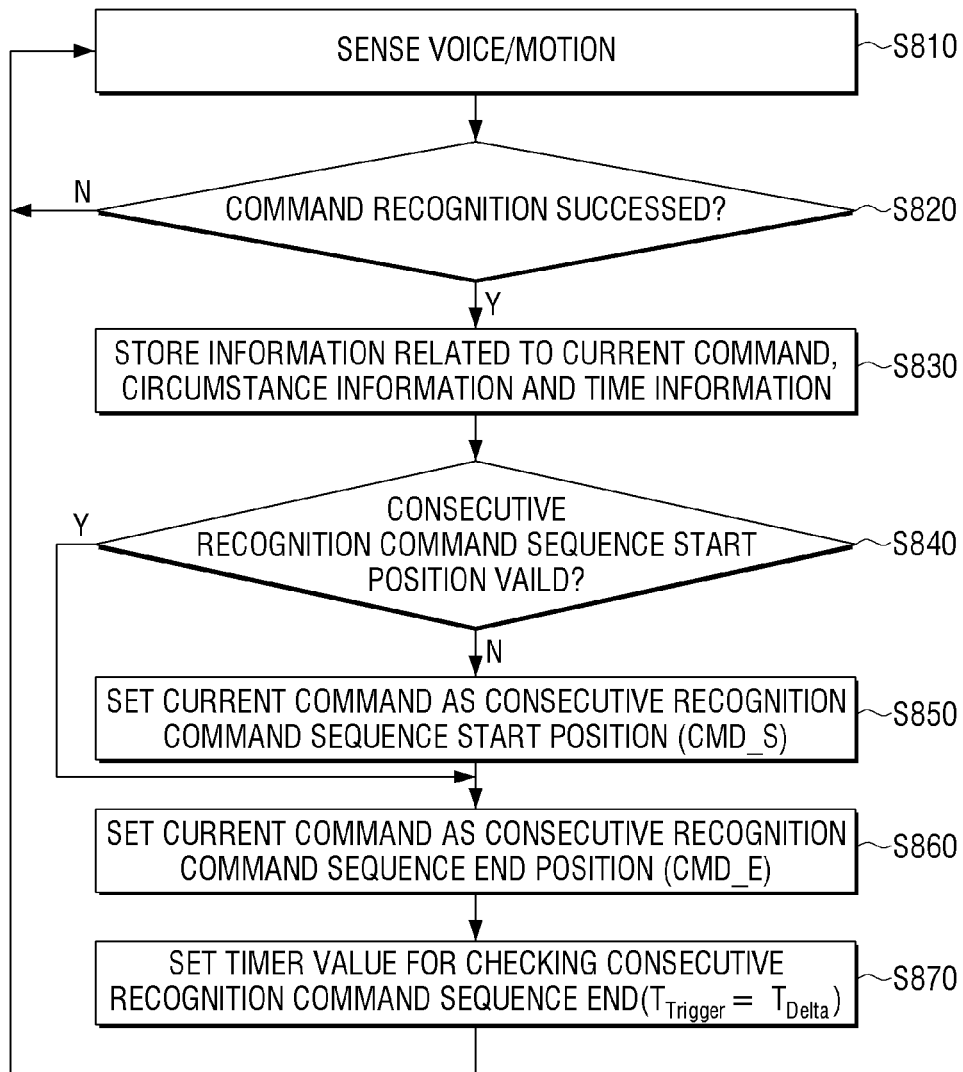 SENSE VOICE/MOTION
S810
N
COMMAND RECOGNITION SUCCESSED?
S820
Y
STORE INFORMATION RELATED TO CURRENT COMMAND,
CIRCUMSTANCE INFORMATION AND TIME INFORMATION
S830
Y
CONSECUTIVE
RECOGNITION COMMAND SEQUENCE START
POSITION VAILD?
S840
N
SET CURRENT COMMAND AS CONSECUTIVE RECOGNITION
COMMAND SEQUENCE START POSITION (CMD_S)
S850
SET CURRENT COMMAND AS CONSECUTIVE RECOGNITION
COMMAND SEQUENCE END POSITION (CMD_E)
S860
SET TIMER VALUE FOR CHECKING CONSECUTIVE
RECOGNITION COMMAND SEQUENCE END(TTrigger = TDelta)
S870